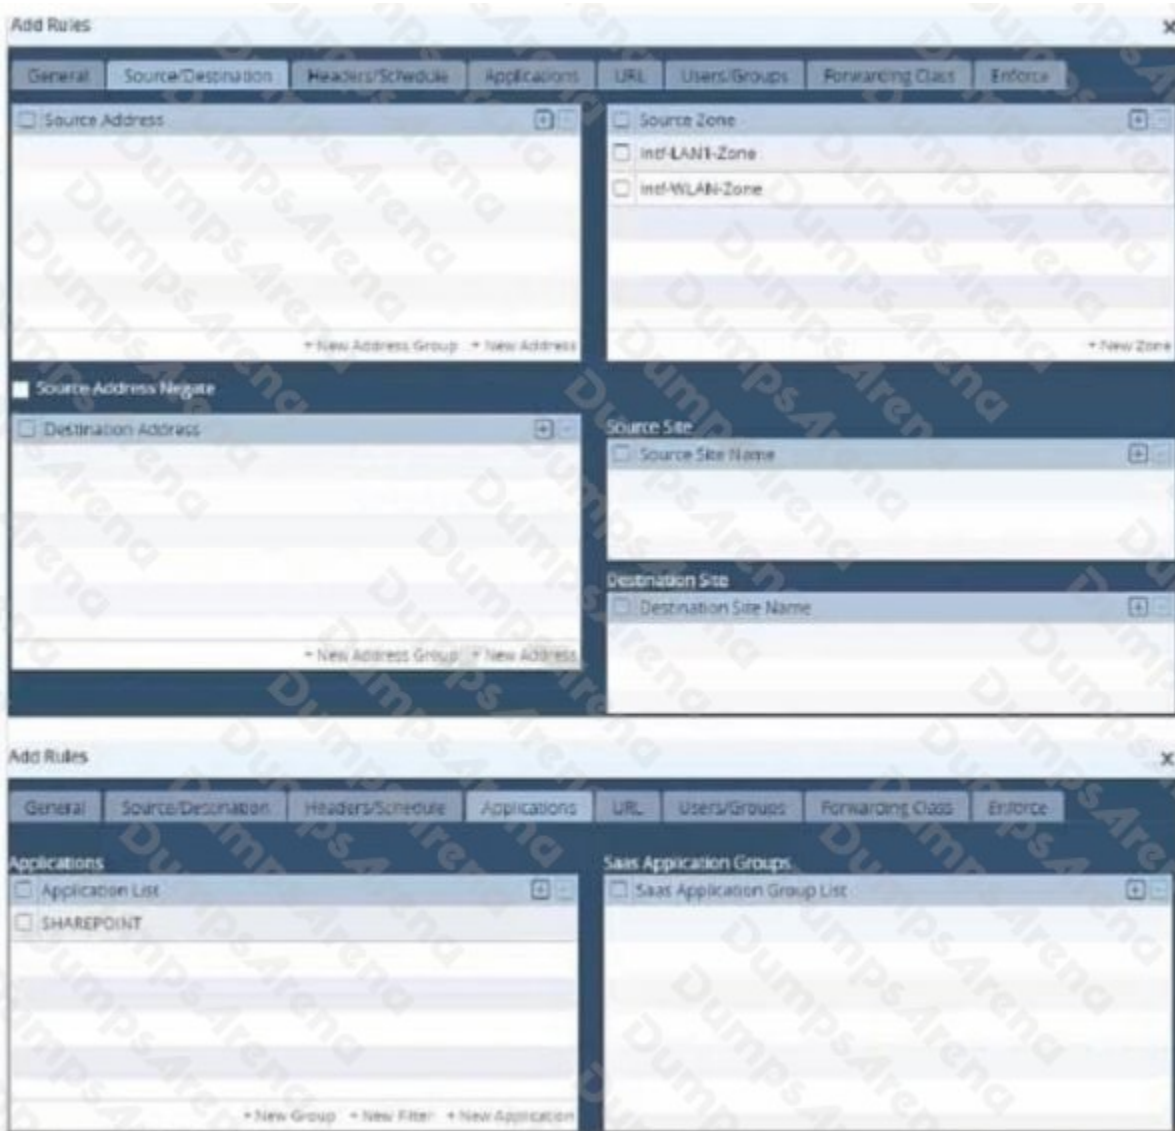 Add Rules
×
General Source/Destination Headers/Schedule Applications URL Users/Groups Forwarding Class Enforce
Source Address
Source Zone
Intf-LAN1-Zone
Intf-WLAN-Zone
+ New Address Group + New Address
+ New Zone
Source Address Negate
Destination Address
Source Site
Source Site Name
Destination Site
Destination Site Name
+ New Address Group + New Address
Add Rules
×
General Source/Destination Headers/Schedule Applications URL Users/Groups Forwarding Class Enforce
Applications
Saas Application Groups
Application List
Saas Application Group List
SHAREPOINT
+ New Group + New Filter + New Application
DumpsArena